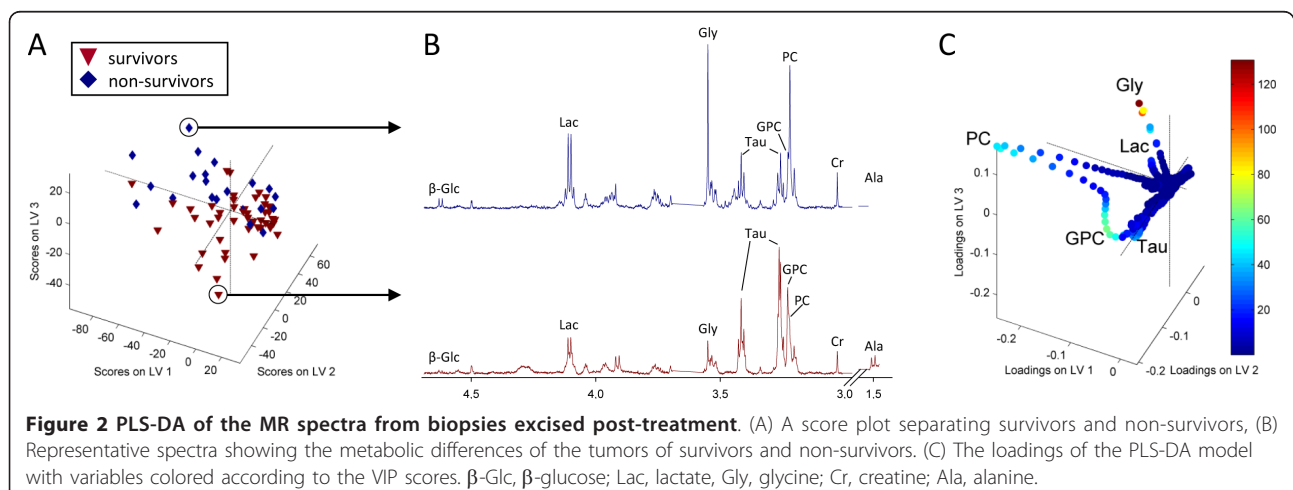 A
survivors
non-survivors
Scores on LV 3
20
0
-20
-40
-80
-60
-40
-20
0
20
Scores on LV 1
60
40
20
0
-20
-40
Scores on LV 2
B
Gly
PC
Lac
GPC
Tau
β-Glc
Cr
Ala
Tau
GPC
PC
Lac
Gly
β-Glc
Cr
Ala
4.5
4.0
3.5
3.0
1.5
C
Gly
PC
Lac
GPC
Tau
Loadings on LV 3
0.1
0
-0.1
-0.2
-0.2
-0.1
0
Loadings on LV 1
0
-0.1
-0.2
Loadings on LV 2
120
100
80
60
40
20
Figure 2 PLS-DA of the MR spectra from biopsies excised post-treatment. (A) A score plot separating survivors and non-survivors, (B)
Representative spectra showing the metabolic differences of the tumors of survivors and non-survivors. (C) The loadings of the PLS-DA model
with variables colored according to the VIP scores. β-Glc, β-glucose; Lac, lactate, Gly, glycine; Cr, creatine; Ala, alanine.